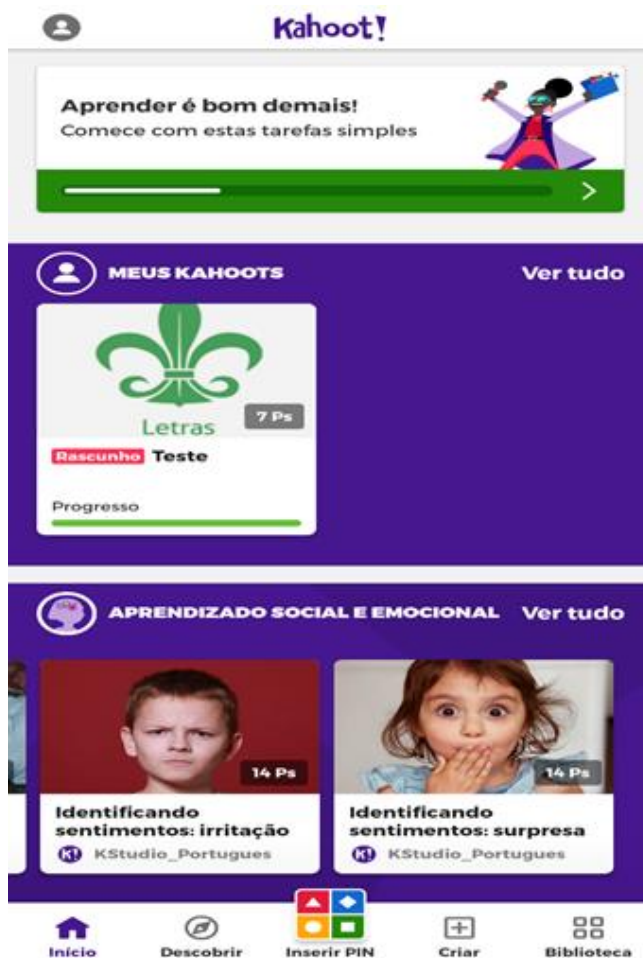 Kahoot!
Aprender é bom demais!
Comece com estas tarefas simples
MEUS KAHOOTS
Ver tudo
Letras
7 Ps
Rascunho Teste
Progresso
APRENDIZADO SOCIAL E EMOCIONAL
Ver tudo
14 Ps
14 Ps
Identificando
sentimentos: irritação
K! KStudio_Portugues
Identificando
sentimentos: surpresa
K! KStudio_Portugues
Início
Descobrir
Inserir PIN
Criar
Biblioteca